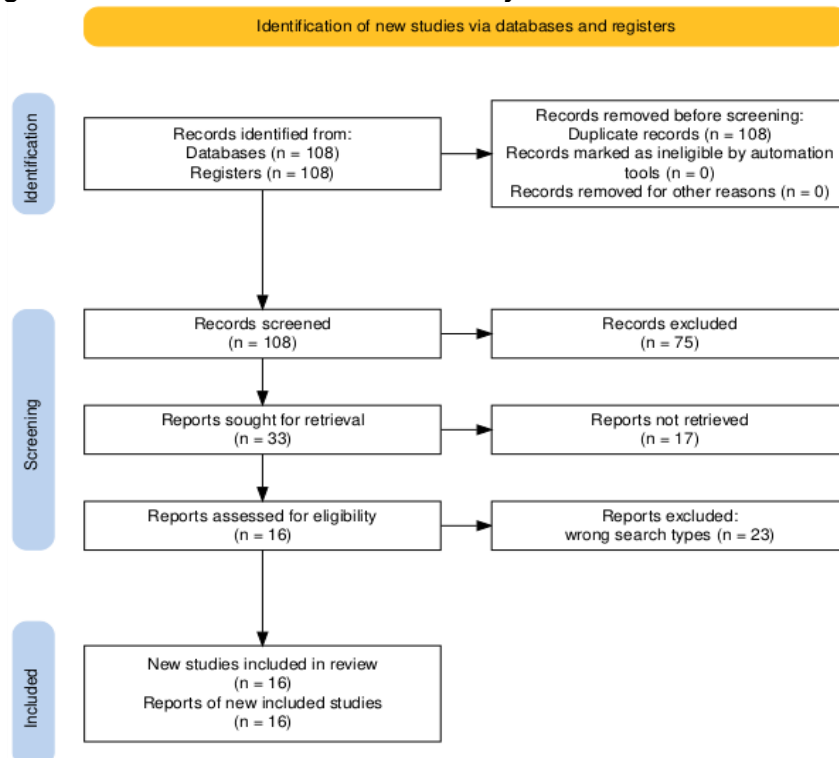 Identification of new studies via databases and registers
Identification
Records identified from:
Databases (n = 108)
Registers (n = 108)
Records removed before screening:
Duplicate records (n = 108)
Records marked as ineligible by automation
tools (n = 0)
Records removed for other reasons (n = 0)
Screening
Records screened
(n = 108)
Records excluded
(n = 75)
Reports sought for retrieval
(n = 33)
Reports not retrieved
(n = 17)
Reports assessed for eligibility
(n = 16)
Reports excluded:
wrong search types (n = 23)
Included
New studies included in review
(n = 16)
Reports of new included studies
(n = 16)